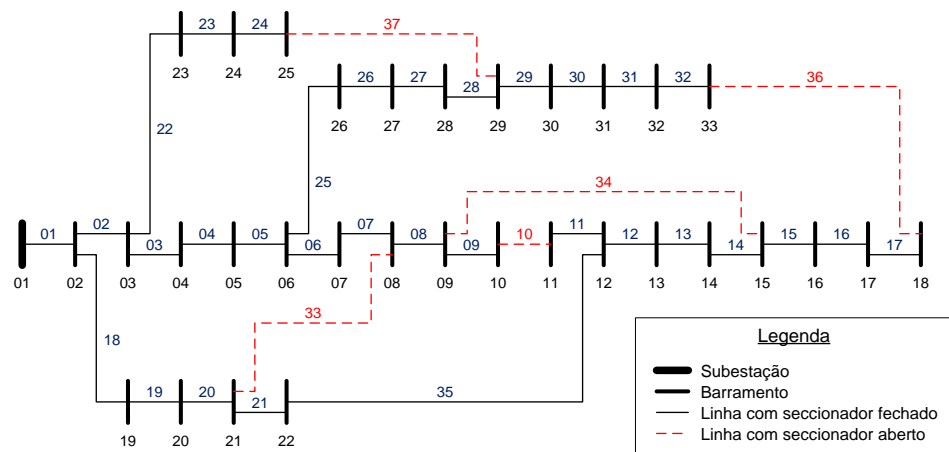 23 24 37
23 24 25
26 27 28 29 30 31 32 36
26 27 28 29 30 31 32 33
22
25
34
01 02 03 04 05 06 07 08 09 10 11 12 13 14 15 16 17
01 02 03 04 05 06 07 08 09 10 11 12 13 14 15 16 17 18
33
18
19 20 21 35
19 20 21 22
Legenda
Subestação
Barramento
Linha com seccionador fechado
Linha com seccionador aberto